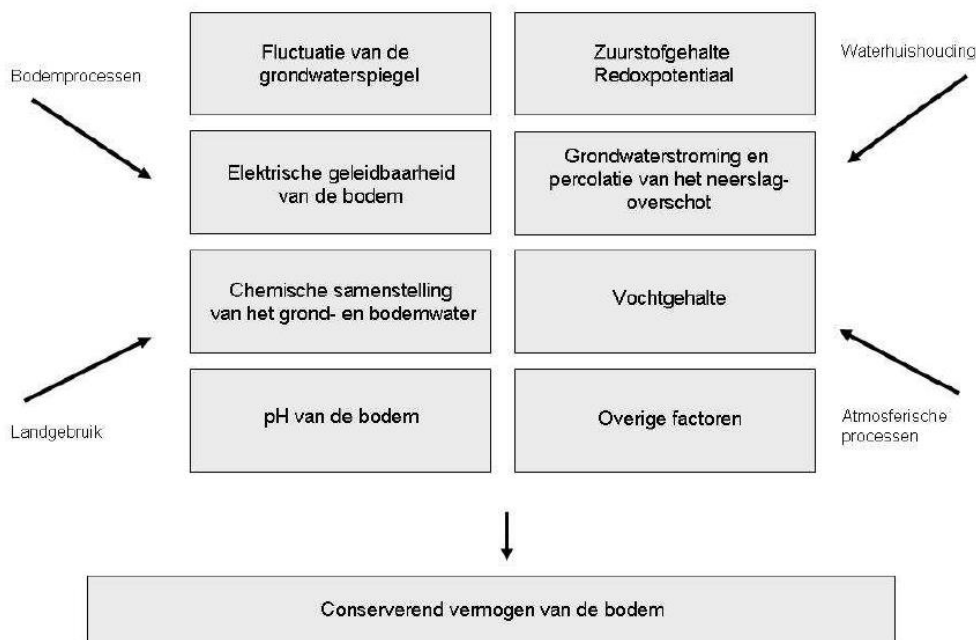 Fluctuatie van de
grondwaterspiegel
Zuurstofgehalte
Redoxpotentiaal
Bodemprocessen
Waterhuishouding
Elektrische geleidbaarheid
van de bodem
Grondwaterstroming en
percolatie van het neerslag-
overschot
Chemische samenstelling
van het grond- en bodemwater
Vochtgehalte
Landgebruik
pH van de bodem
Overige factoren
Atmosferische
processen
Conserverend vermogen van de bodem